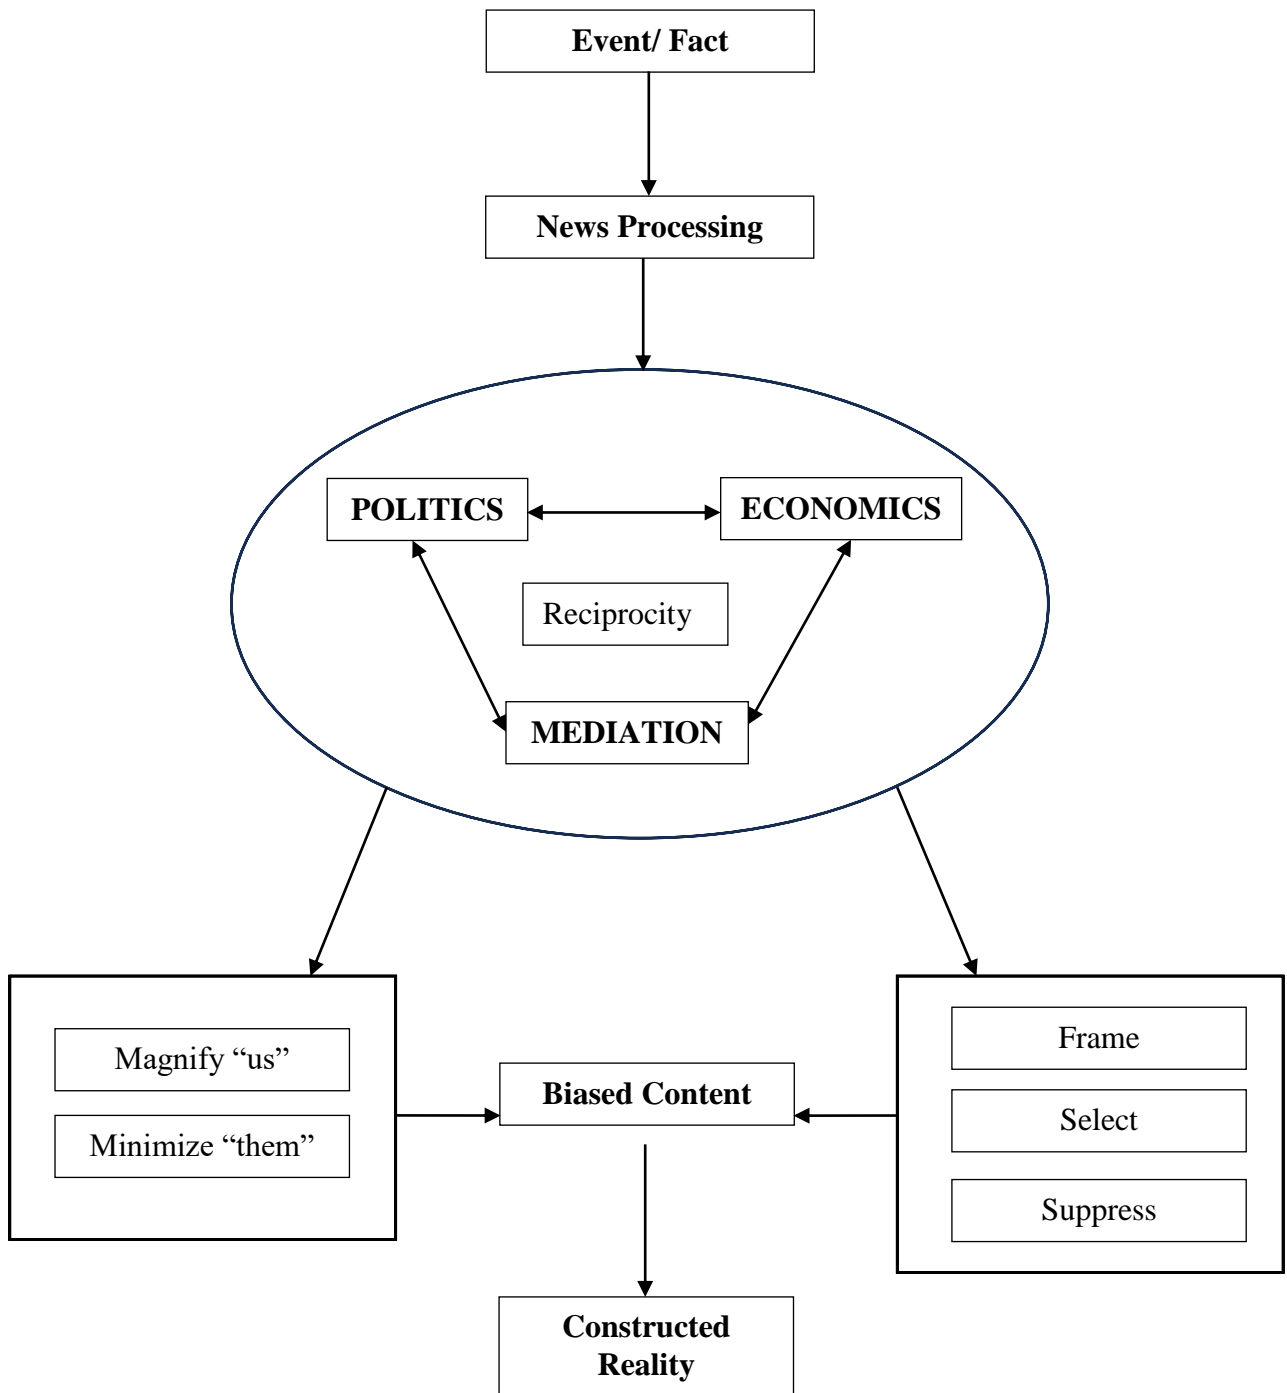 Event/ Fact
News Processing
POLITICS
ECONOMICS
Reciprocity
MEDIATION
Magnify “us”
Minimize “them”
Biased Content
Frame
Select
Suppress
Constructed
Reality